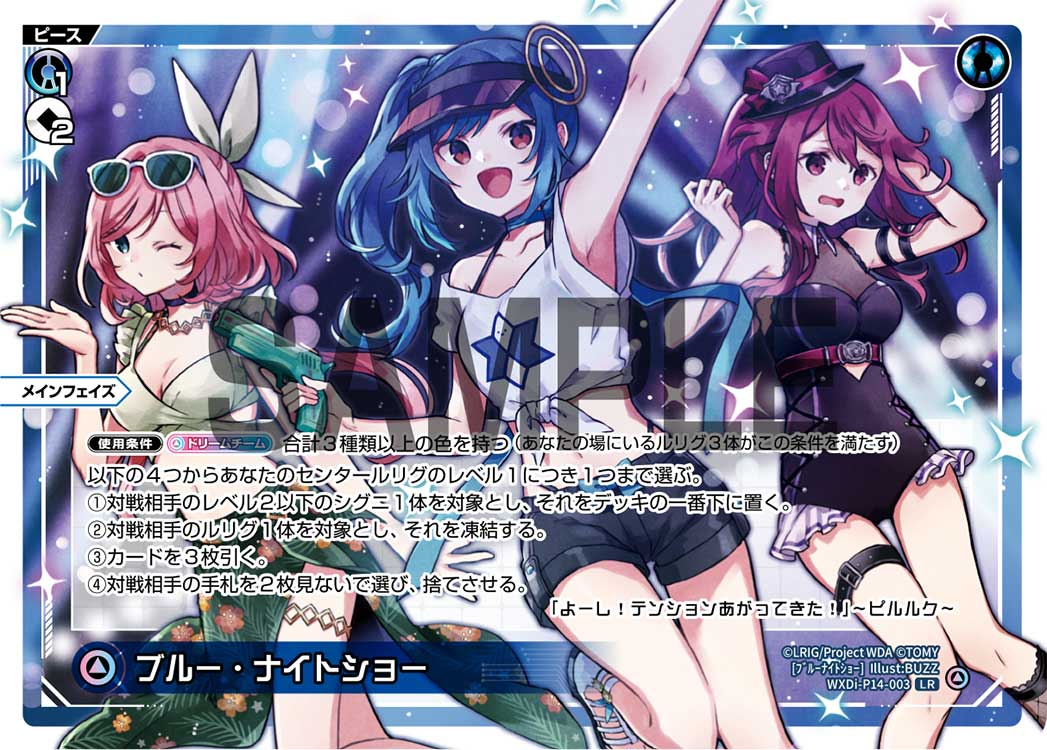 ピース
1
2
SAMPLE
メインフェイズ
使用条件 ドリームチーム 合計3種類以上の色を持つ(あなたの場にいるルリグ3体がこの条件を満たす)
以下の4つからあなたのセンタールリグのレベル1につき1つまで選ぶ。
①対戦相手のレベル2以下のシグニ1体を対象とし、それをデッキの一番下に置く。
②対戦相手のルリグ1体を対象とし、それを凍結する。
③カードを3枚引く。
④対戦相手の手札を2枚見ないで選び、捨てさせる。
「よーし!テンションあがってきた!」~ピルルク~
ブルー・ナイトショー
©LRIG/Project WDA ©TOMY
[ブルーナイトショー] Illust:BUZZ
WXDi-P14-003 LR